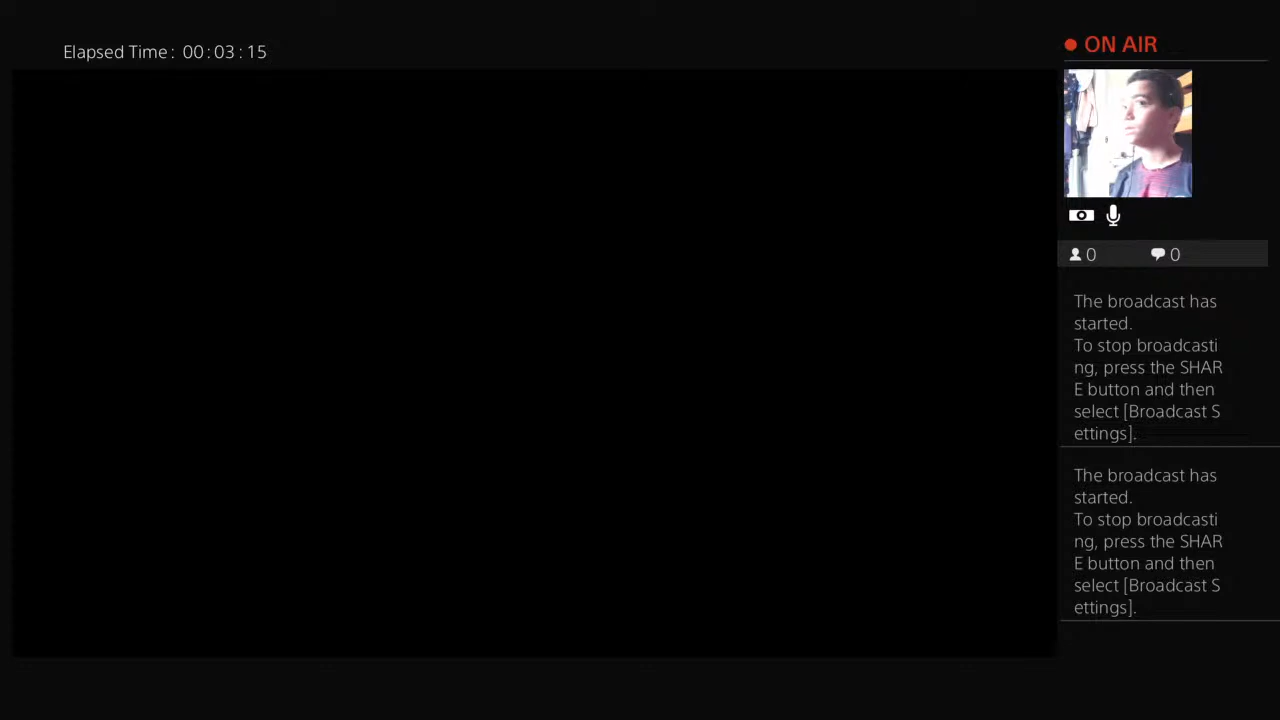 Elapsed Time: 00:03:15
ON AIR
0
0
The broadcast has
started.
To stop broadcasti
ng, press the SHAR
E button and then
select [Broadcast S
ettings].
The broadcast has
started.
To stop broadcasti
ng, press the SHAR
E button and then
select [Broadcast S
ettings].